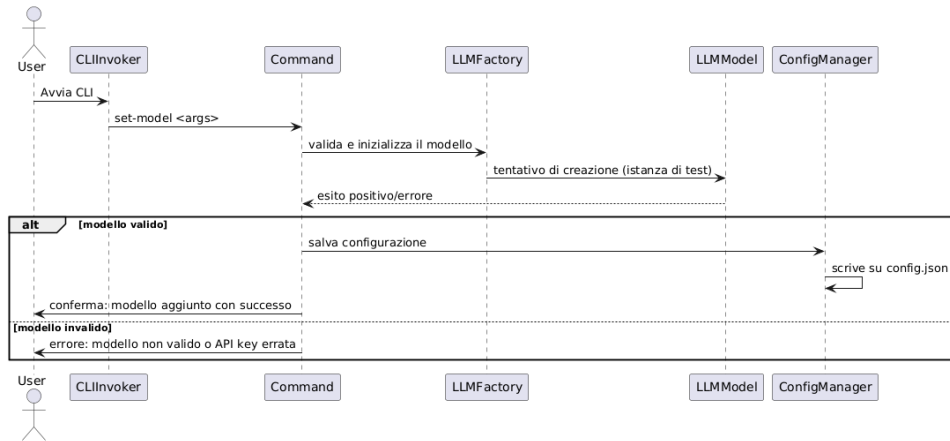 User
CLIInvoker
Command
LLMFactory
LLMModel
ConfigManager
Avvia CLI
set-model <args>
valida e inizializza il modello
tentativo di creazione (istanza di test)
esito positivo/errore
alt
[modello valido]
salva configurazione
scrive su config.json
conferma: modello aggiunto con successo
[modello invalido]
errore: modello non valido o API key errata
User
CLIInvoker
Command
LLMFactory
LLMModel
ConfigManager